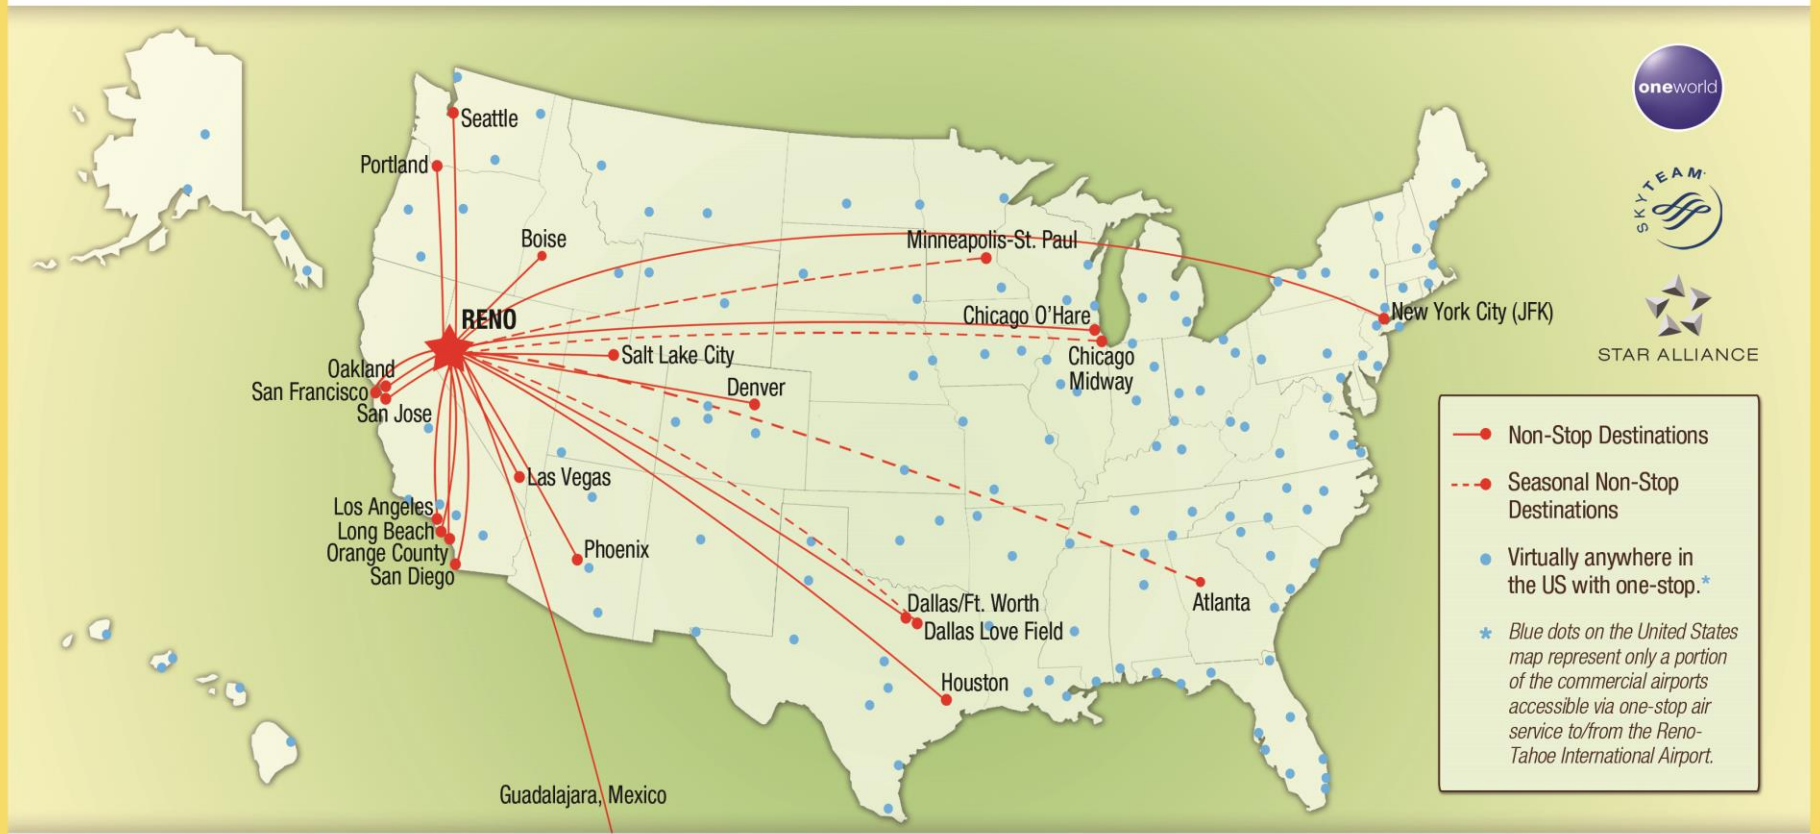 oneworld
SKYTEAM
STAR ALLIANCE
Seattle
Portland
Boise
Minneapolis-St. Paul
RENO
Chicago O'Hare
New York City (JFK)
Chicago
Midway
Salt Lake City
Oakland
San Francisco
San Jose
Denver
Las Vegas
Los Angeles
Long Beach
Orange County
San Diego
Phoenix
Atlanta
Dallas/Ft. Worth
Dallas Love Field
Houston
Guadalajara, Mexico
Non-Stop Destinations
Seasonal Non-Stop
Destinations
Virtually anywhere in
the US with one-stop.*
* Blue dots on the United States
map represent only a portion
of the commercial airports
accessible via one-stop air
service to/from the Reno-
Tahoe International Airport.